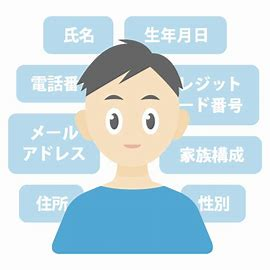 氏名
生年月日
電話番
レジット
ード番号
メール
アドレス
家族構成
住所
性別